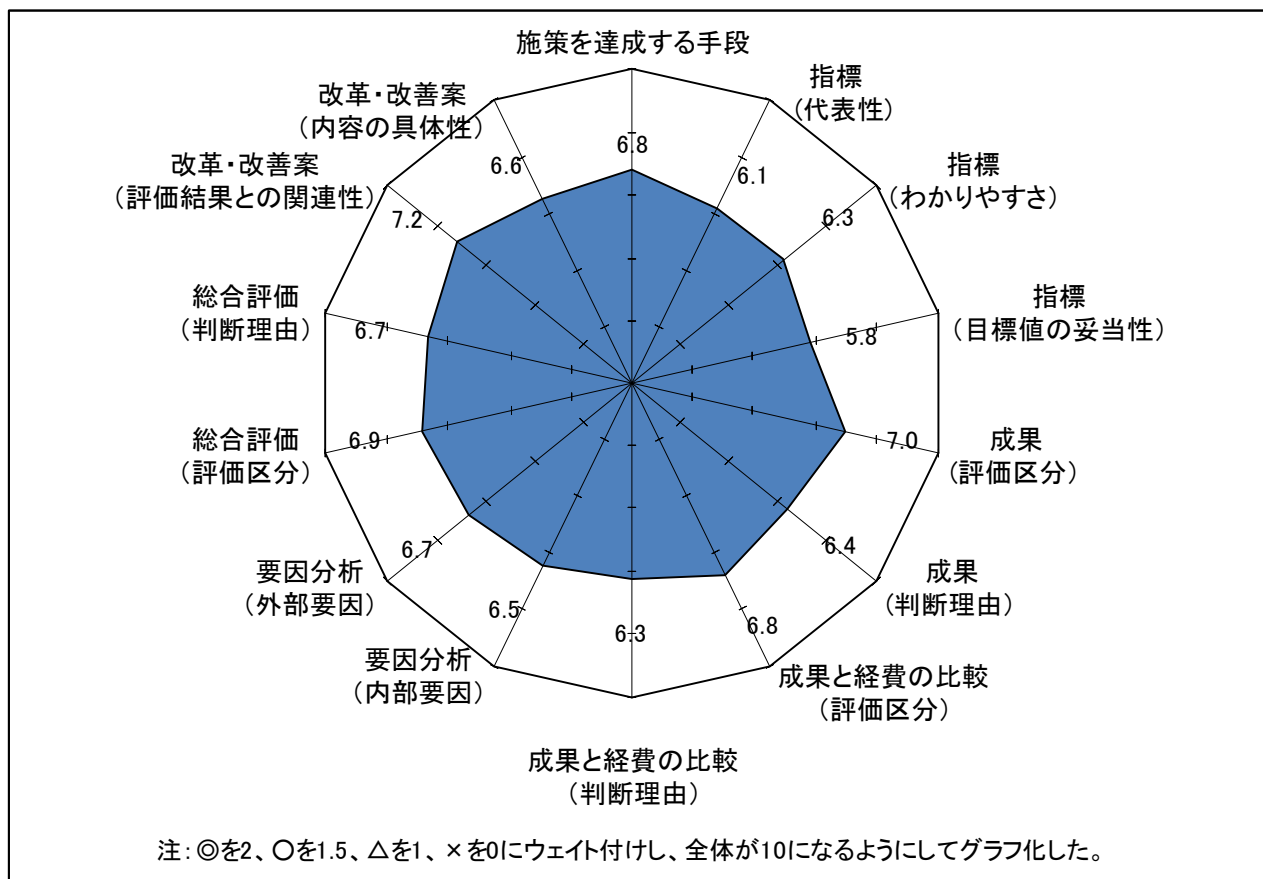 施策を達成する手段
6.8
指標
（代表性）
6.1
指標
（わかりやすさ）
6.3
指標
（目標値の妥当性）
5.8
成果
（評価区分）
7.0
成果
（判断理由）
6.4
成果と経費の比較
（評価区分）
6.8
成果と経費の比較
（判断理由）
6.3
要因分析
（内部要因）
6.5
要因分析
（外部要因）
6.7
総合評価
（評価区分）
6.9
総合評価
（判断理由）
6.7
改革・改善案
（評価結果との関連性）
7.2
改革・改善案
（内容の具体性）
6.6
注：◎を2、○を1.5、△を1、×を0にウェイト付けし、全体が10になるようにしてグラフ化した。